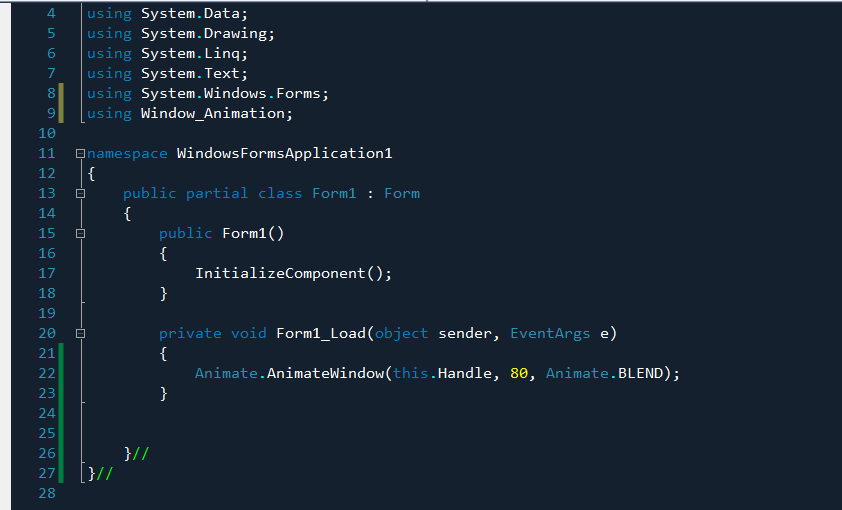 4 using System.Data;
5 using System.Drawing;
6 using System.Linq;
7 using System.Text;
8 using System.Windows.Forms;
9 using Window_Animation;
10
11 namespace WindowsFormsApplication1
12 {
13 public partial class Form1 : Form
14 {
15 public Form1()
16 {
17 InitializeComponent();
18 }
19
20 private void Form1_Load(object sender, EventArgs e)
21 {
22 Animate.AnimateWindow(this.Handle, 80, Animate.BLEND);
23 }
24
25
26 }//
27 }//
28